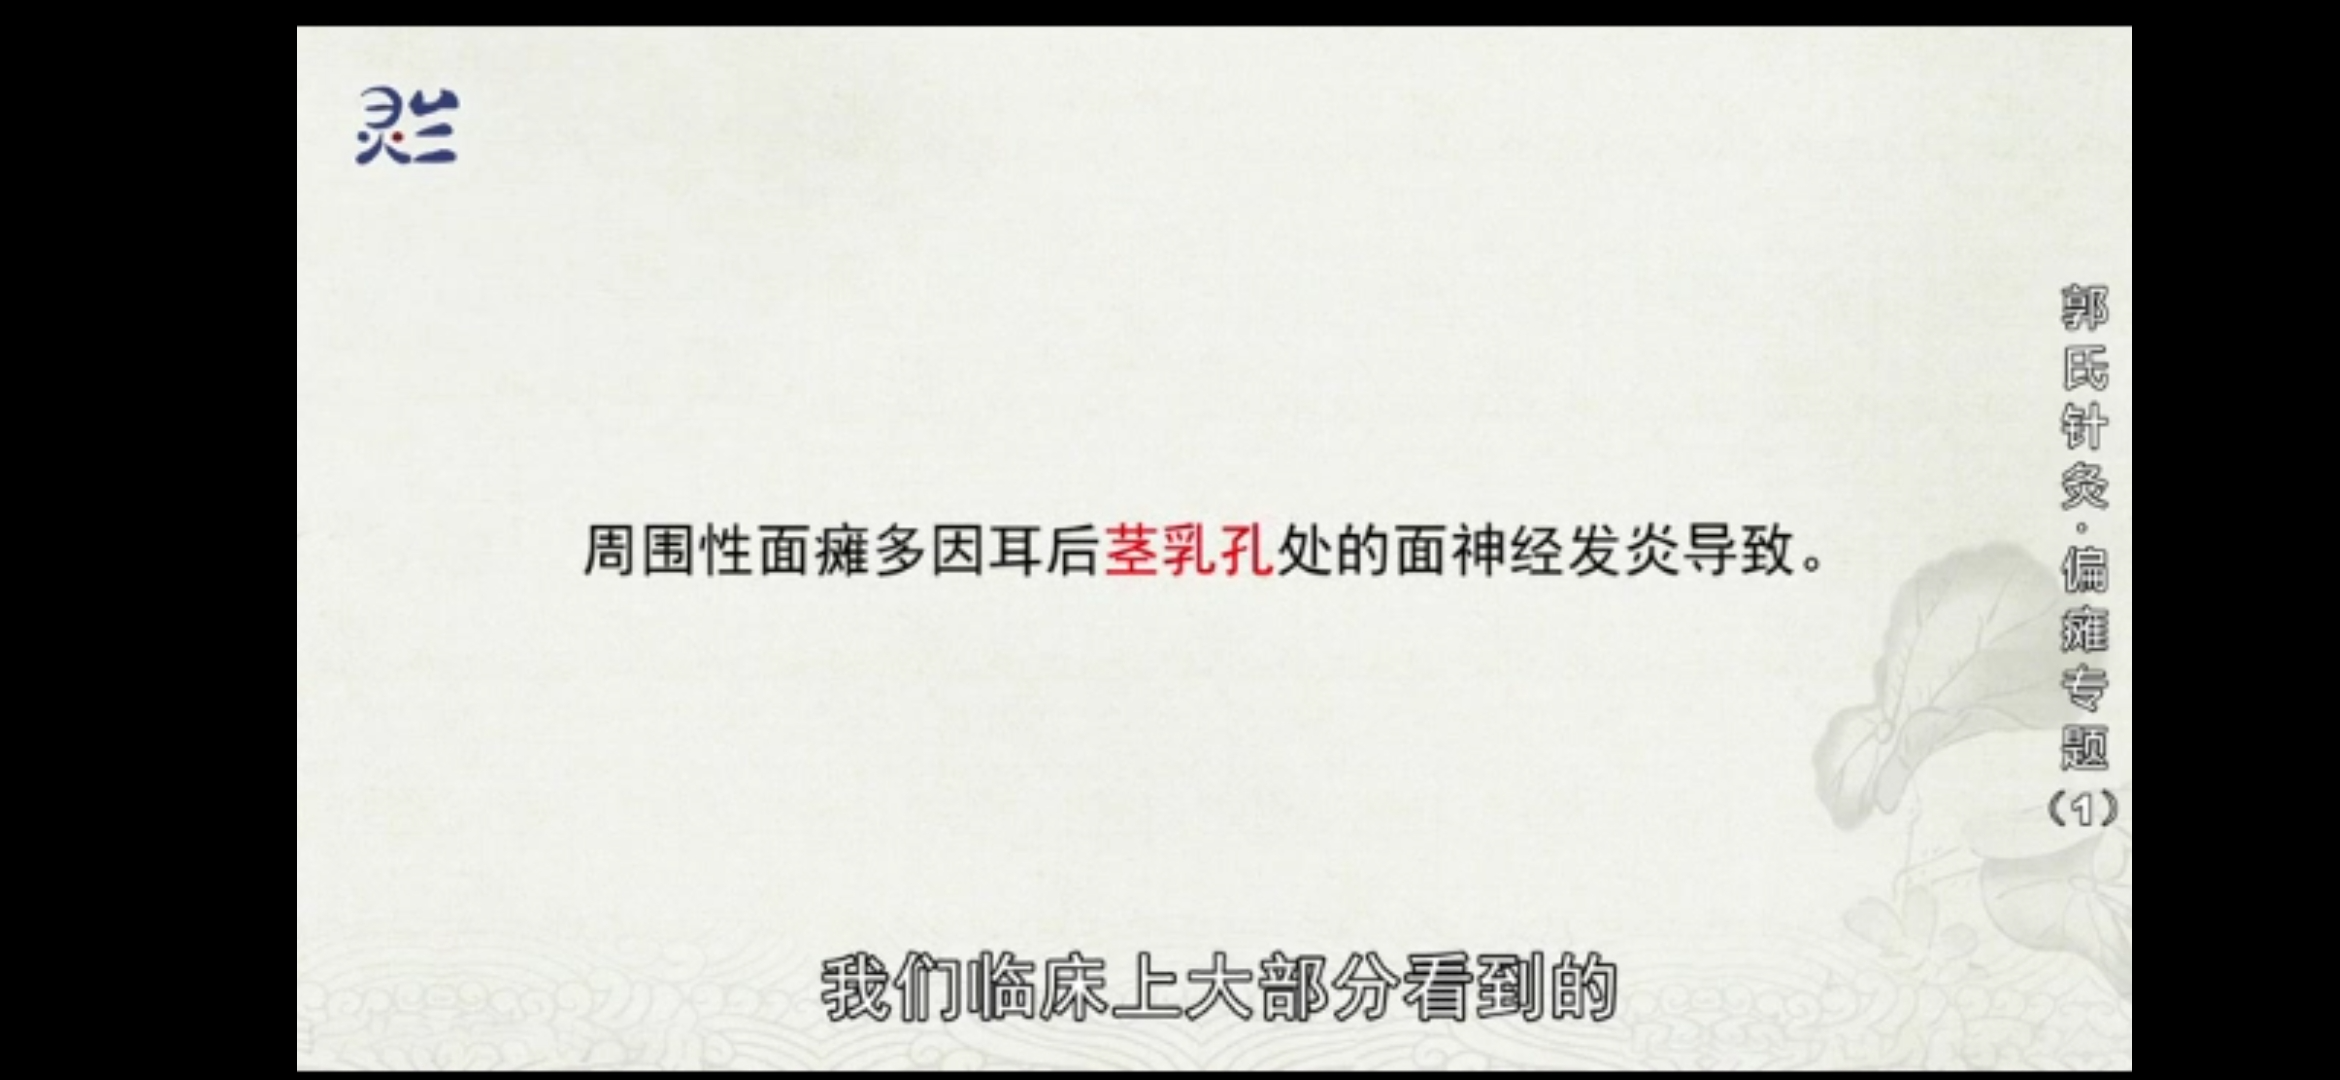 灵兰
周围性面瘫多因耳后茎乳孔处的面神经发炎导致。
郭氏针灸·偏瘫专题(1)
我们临床上大部分看到的